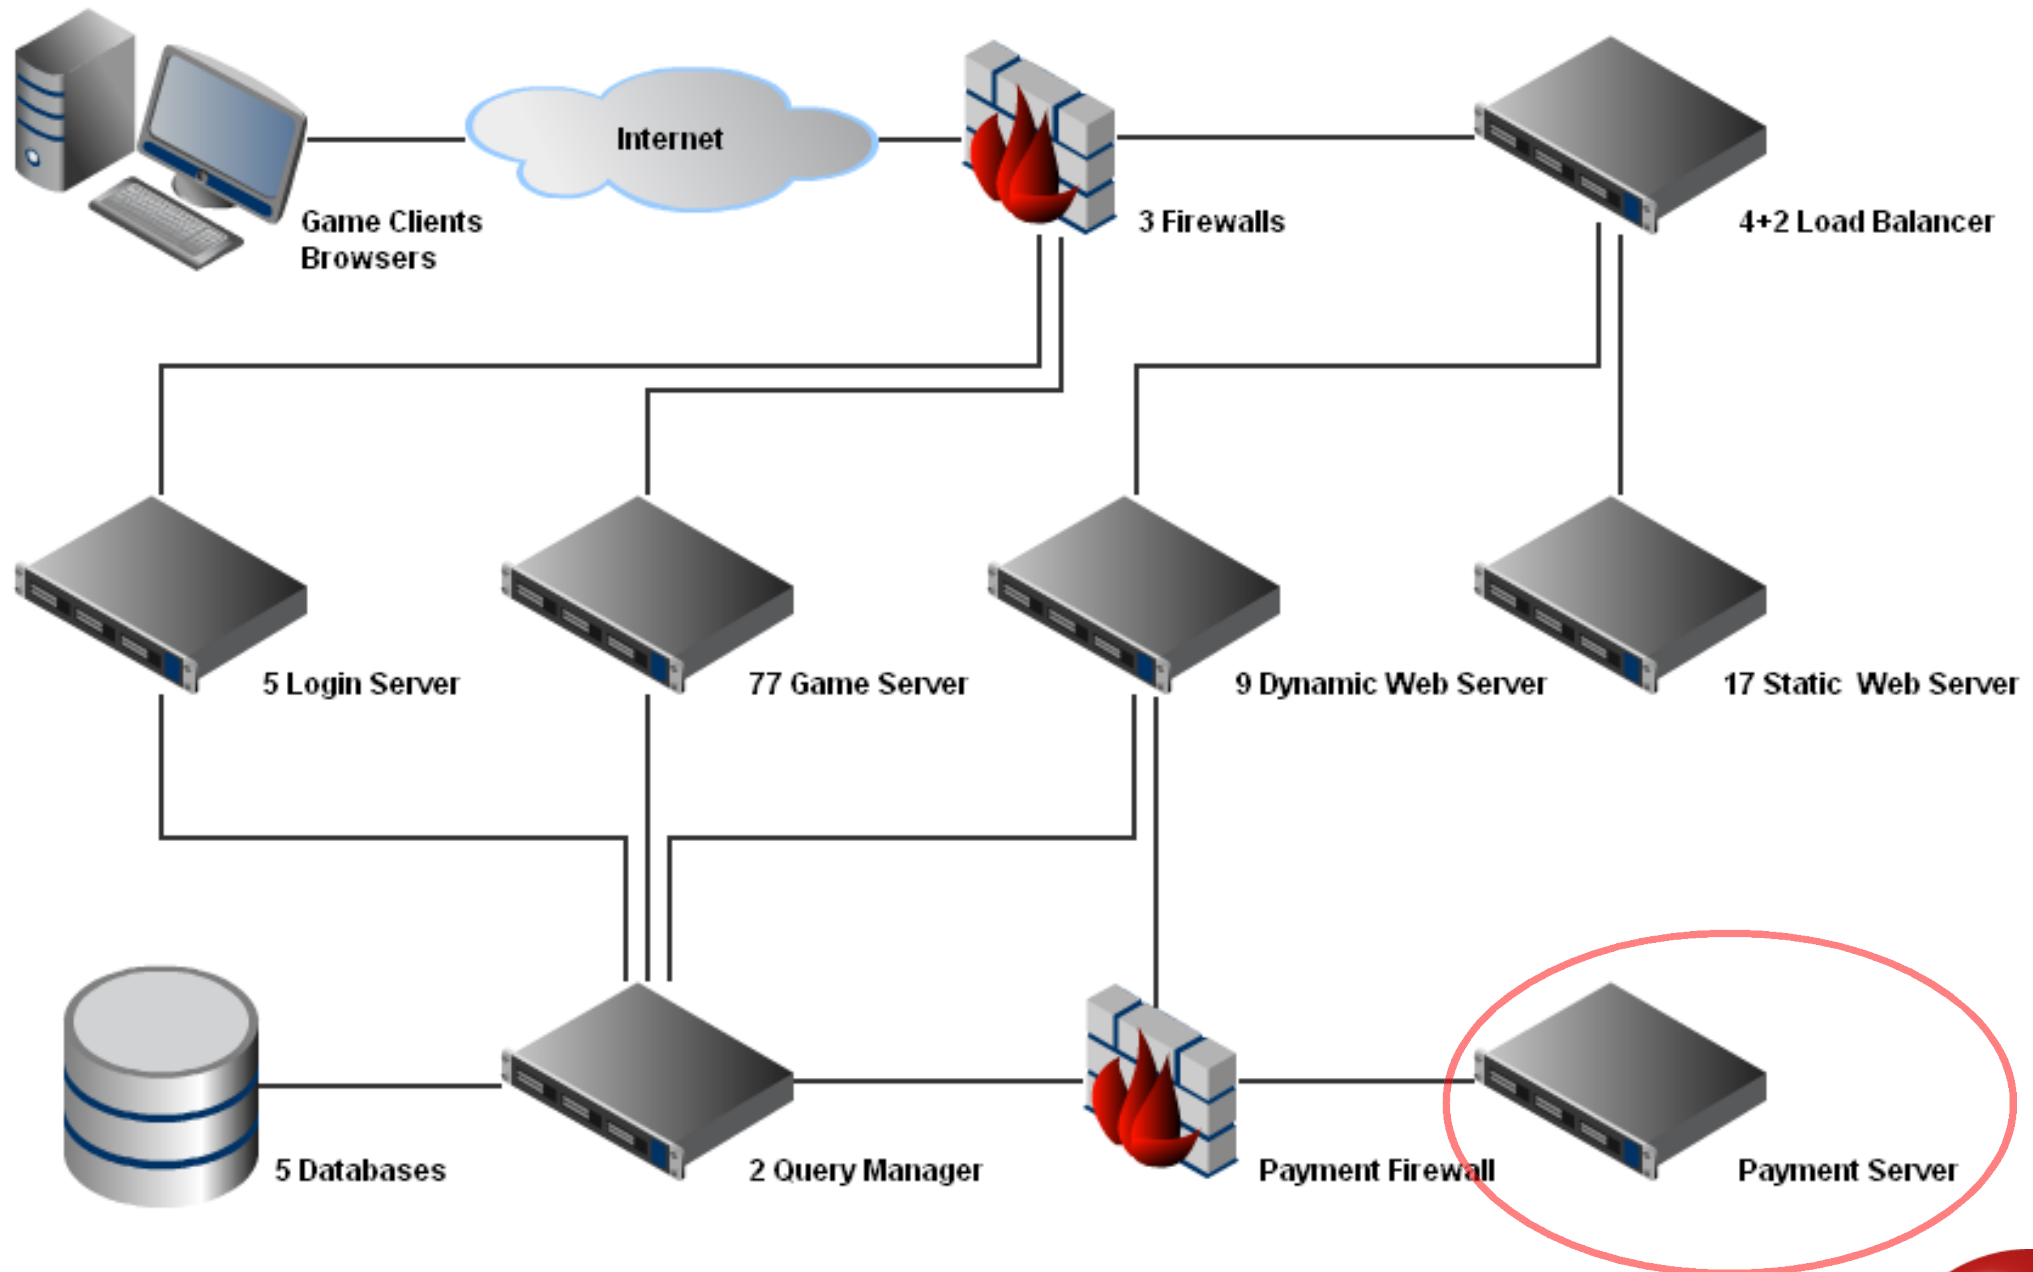 Internet
Game Clients
Browsers
3 Firewalls
4+2 Load Balancer
5 Login Server
77 Game Server
9 Dynamic Web Server
17 Static  Web Server
5 Databases
2 Query Manager
Payment Firewall
Payment Server